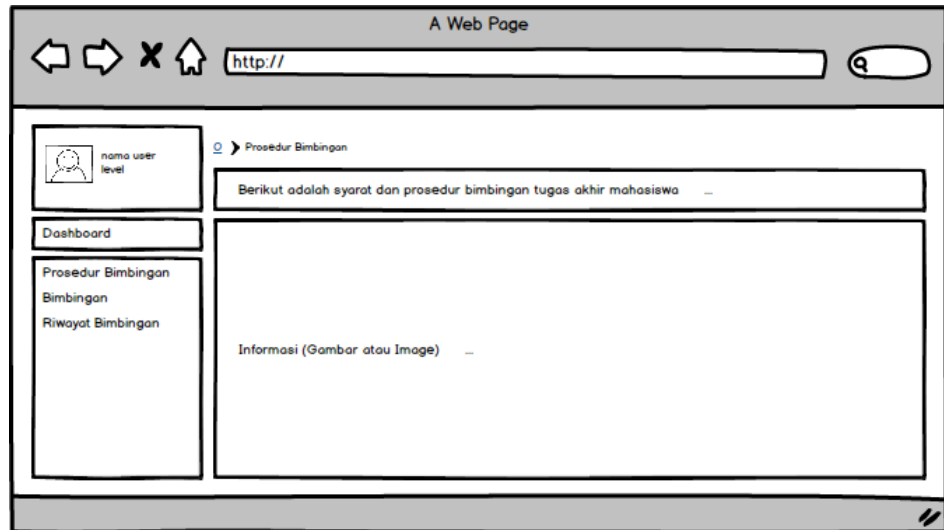 A Web Page
http://
nama user
level
O Prosedur Bimbingan
Berikut adalah syarat dan prosedur bimbingan tugas akhir mahasiswa ...
Dashboard
Prosedur Bimbingan
Bimbingan
Riwayat Bimbingan
Informasi (Gambar atau Image) ...